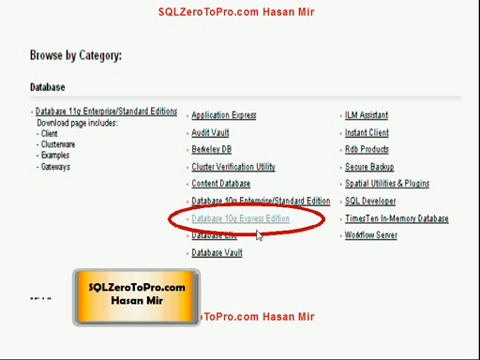 SQLZeroToPro.com Hasan Mir
Browse by Category:
Database
Database 11g Enterprise/Standard Editions
Download page includes:
- Client
- Clusterware
- Examples
- Gateways
Application Express
Audit Vault
Berkeley DB
Cluster Verification Utility
Content Database
Database 10g Enterprise/Standard Edition
Database 10g Express Edition
Database Lite
Database Vault
ILM Assistant
Instant Client
Rdb Products
Secure Backup
Spatial Utilities & Plugins
SQL Developer
TimesTen In-Memory Database
Workflow Server
SQLZeroToPro.com
Hasan Mir
ToPro.com Hasan Mir